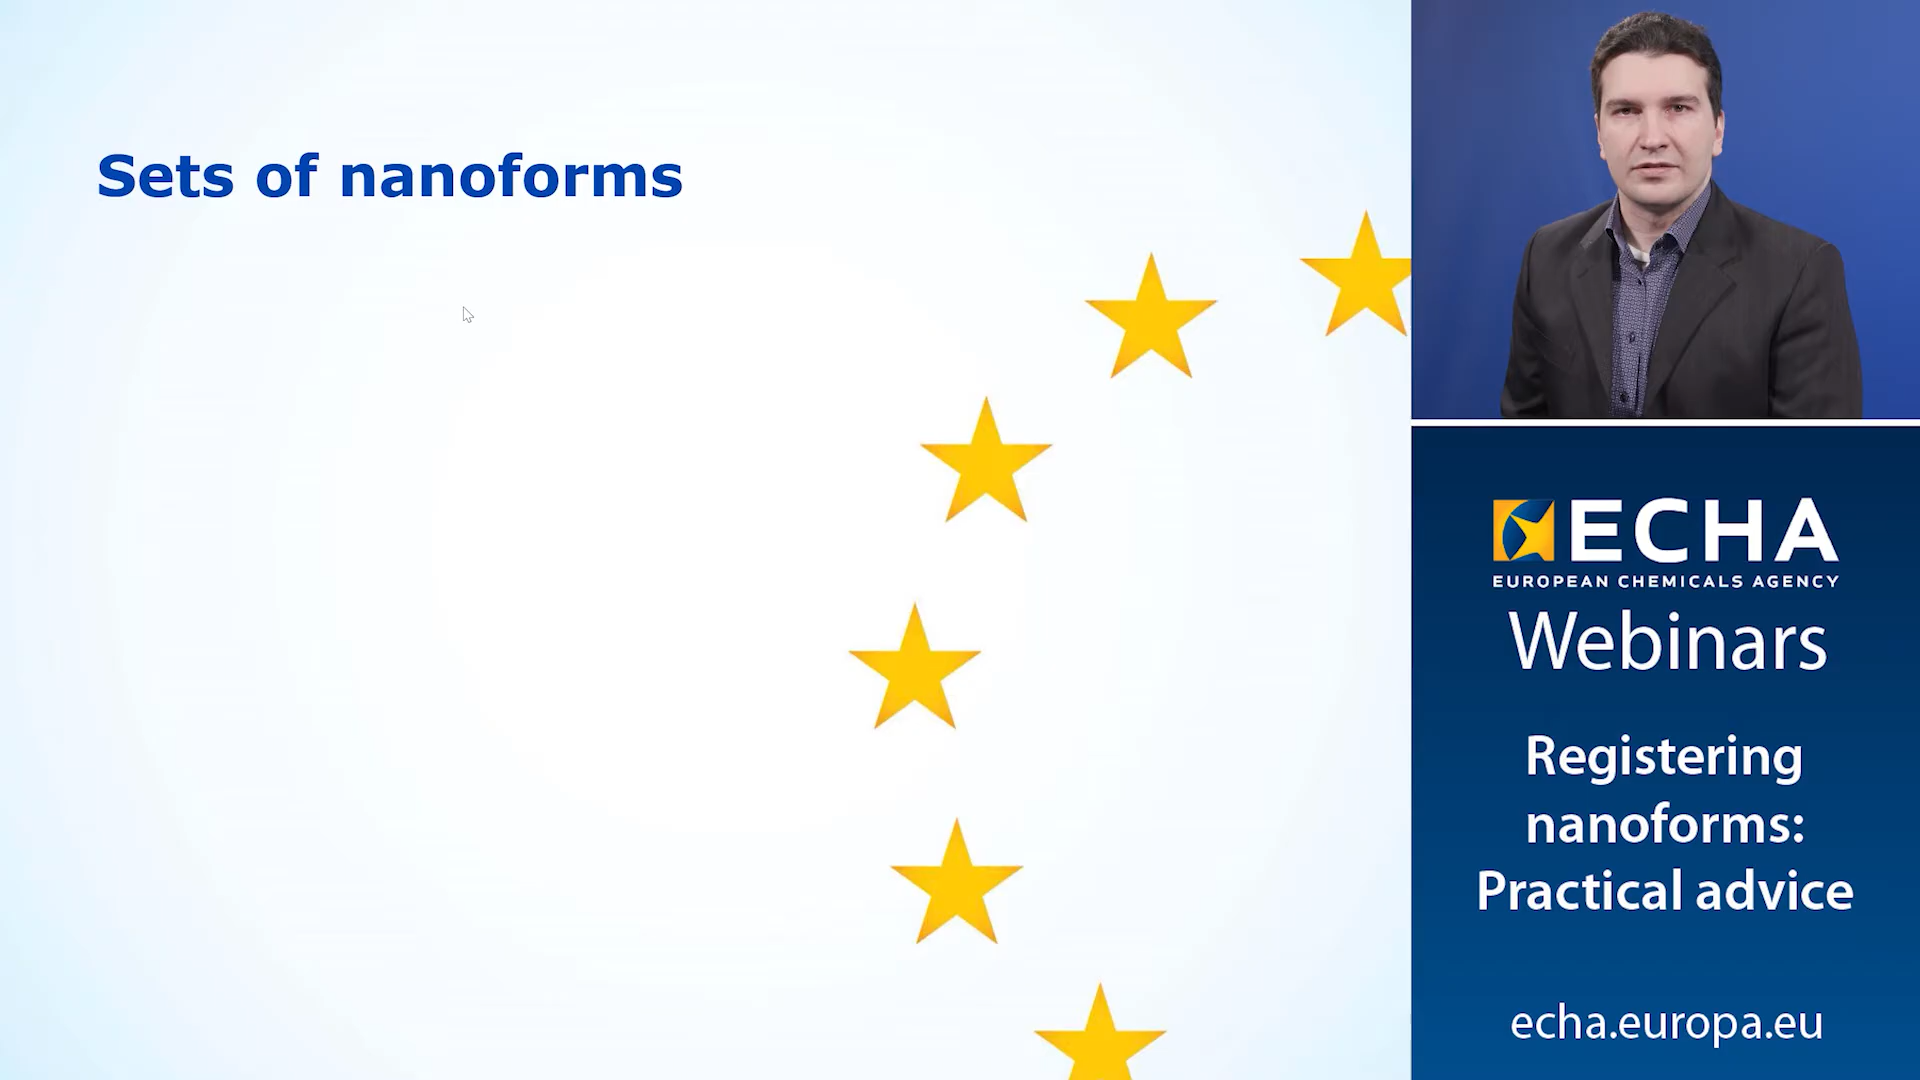 Sets of nanoforms
ECHA
EUROPEAN CHEMICALS AGENCY
Webinars
Registering
nanoforms:
Practical advice
echa.europa.eu